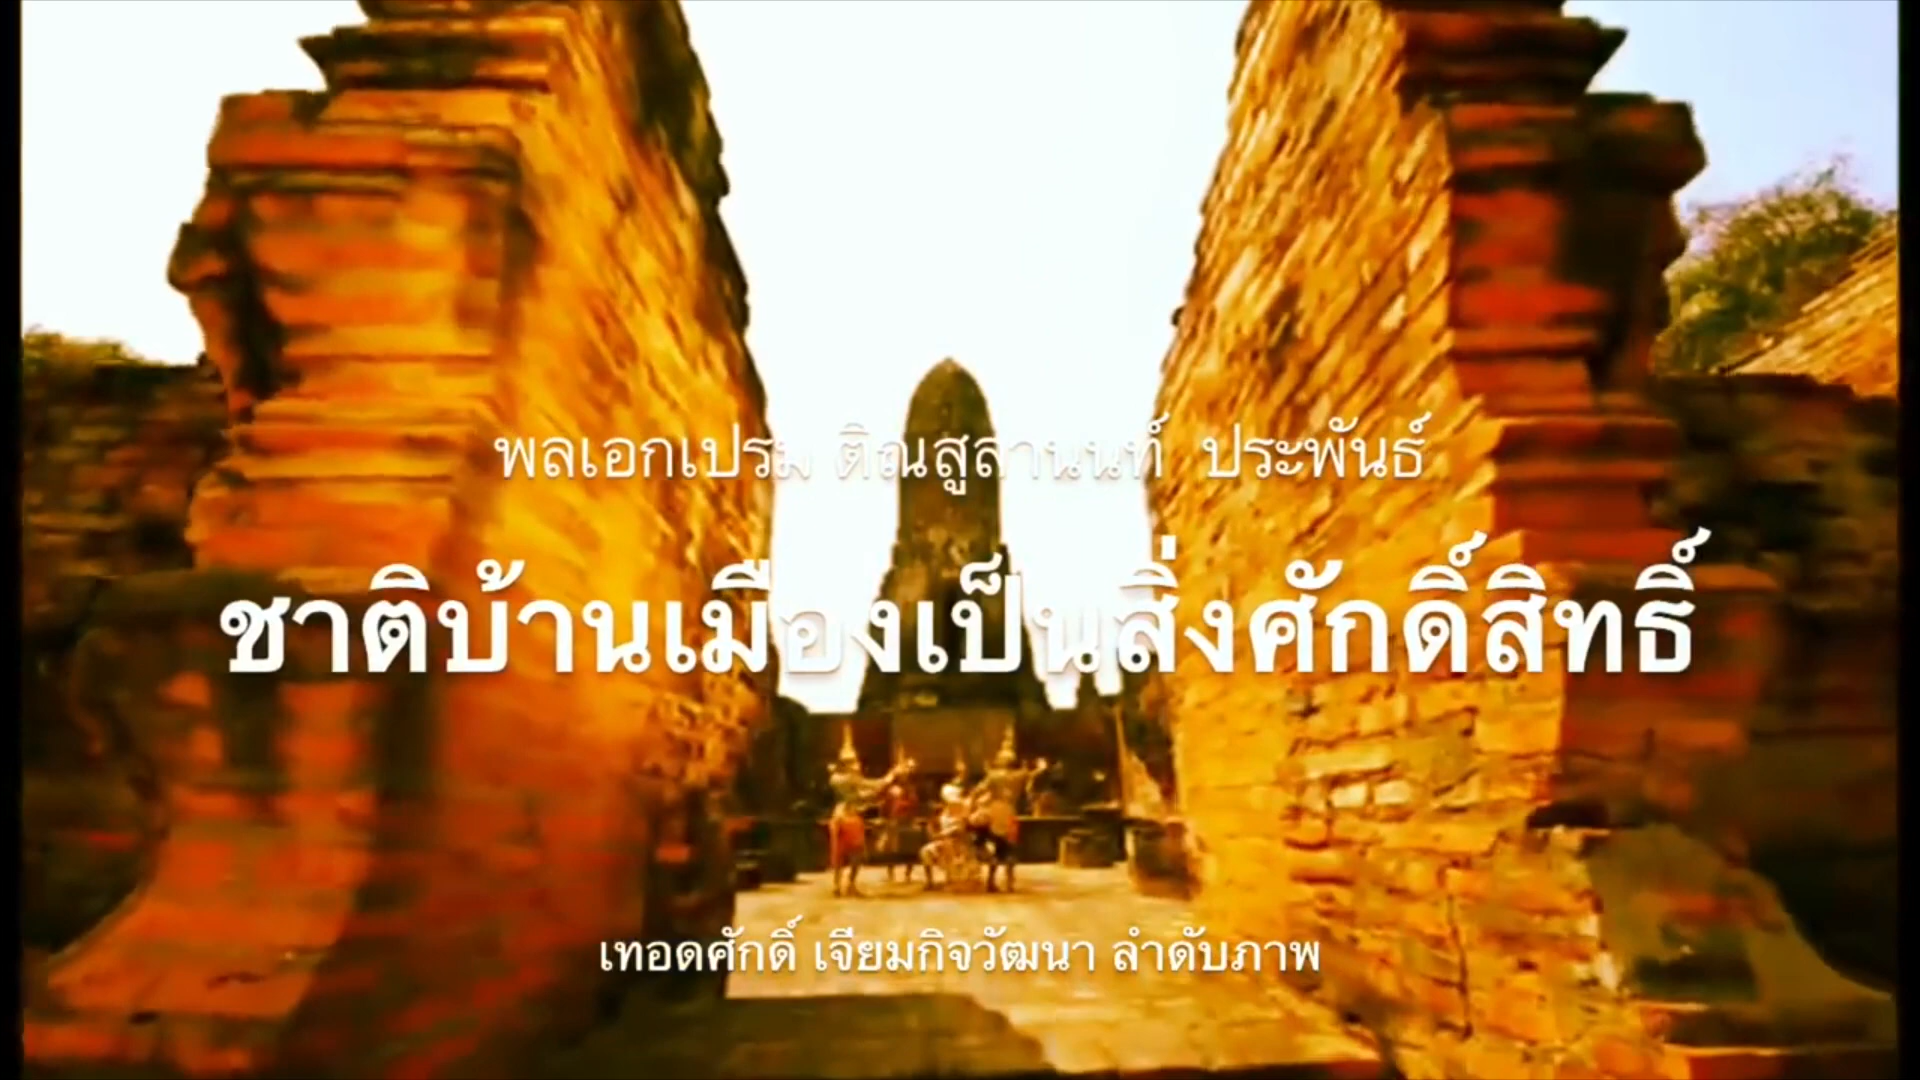 พลเอกเปรม ติณสูลานนท์ ประพันธ์
ชาติบ้านเมืองเป็นสิ่งศักดิ์สิทธิ์
เทอดศักดิ์ เจียมกิจวัฒนา ลำดับภาพ